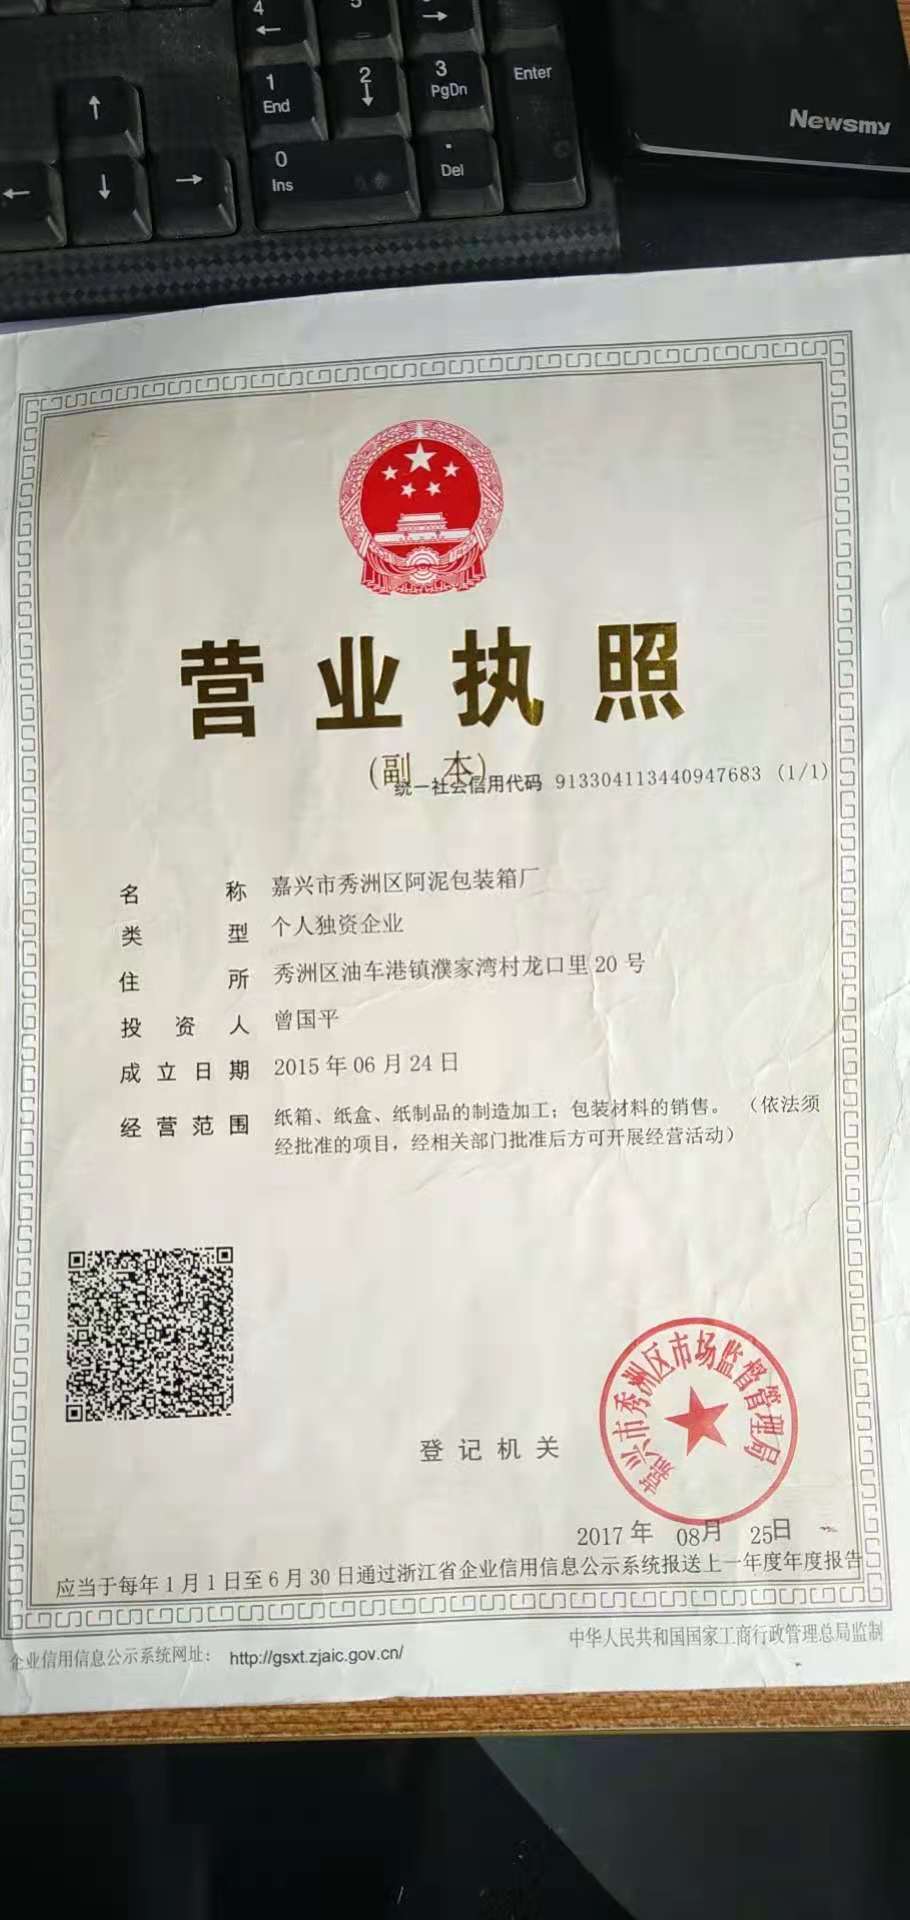 4
←
5
→
1
End
2
↓
3
PgDn
Enter
↑
0
Ins
.
Del
←
↓
→
Newsmy
营业执照
(副 本)
统一社会信用代码 913304113440947683 (1/1)
名 称 嘉兴市秀洲区阿泥包装箱厂
类 型 个人独资企业
住 所 秀洲区油车港镇濮家湾村龙口里20号
投 资 人 曾国平
成 立 日 期 2015年06月24日
经 营 范 围 纸箱、纸盒、纸制品的制造加工；包装材料的销售。（依法须
经批准的项目，经相关部门批准后方可开展经营活动）
嘉兴市秀洲区市场监督管理局
登 记 机 关
2017年 08月 25日
应当于每年1月1日至6月30日通过浙江省企业信用信息公示系统报送上一年度年度报告
企业信用信息公示系统网址： http://gsxt.zjaic.gov.cn/
中华人民共和国国家工商行政管理总局监制